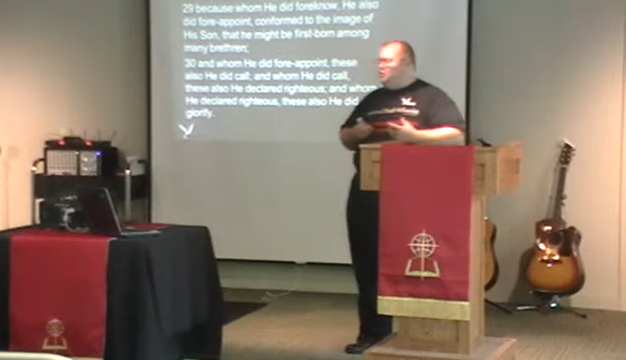 29 because whom He did foreknow, He also
did fore-appoint, conformed to the image of
His Son, that he might be first-born among
many brethren;
30 and whom He did fore-appoint, these
also He did call; and whom He did call,
these also He declared righteous; and whom
He declared righteous, these also He did
glorify.